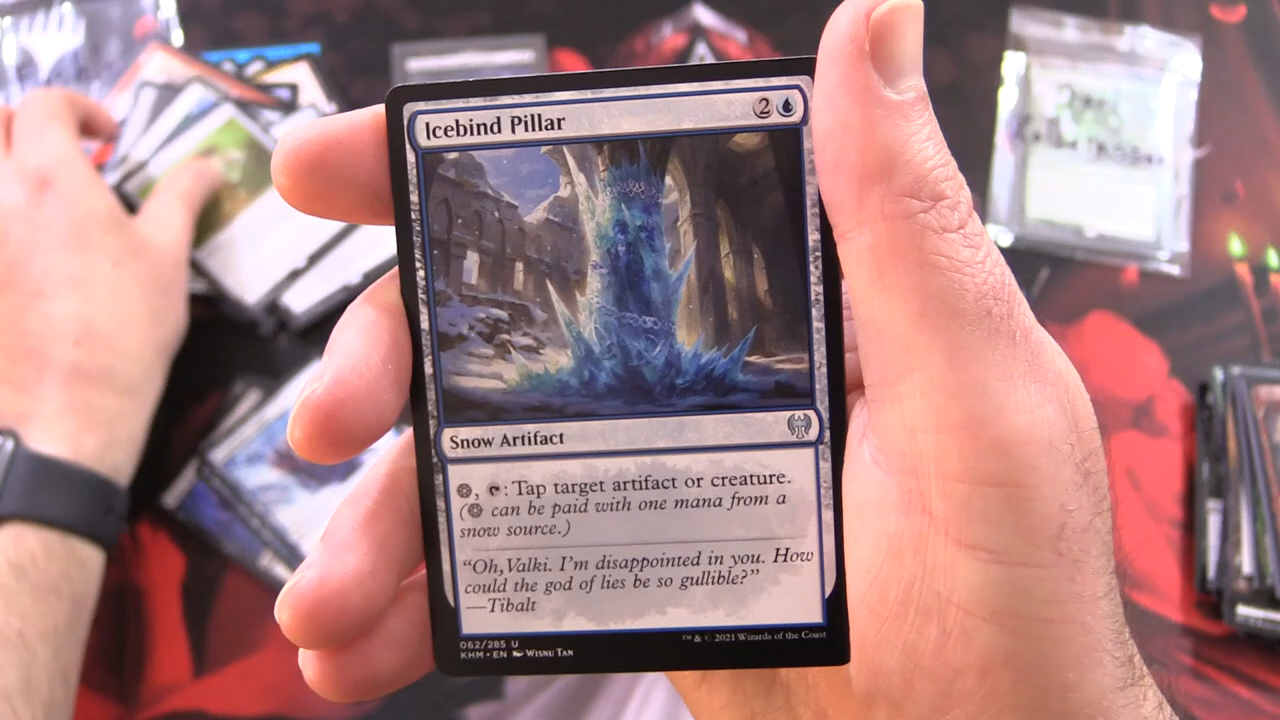 Icebind Pillar 2
Snow Artifact
, : Tap target artifact or creature.
( can be paid with one mana from a
snow source.)
“Oh, Valki. I’m disappointed in you. How
could the god of lies be so gullible?”
—Tibalt
062/285 U
KHM • EN Wisnu Tan
™ & © 2021 Wizards of the Coast